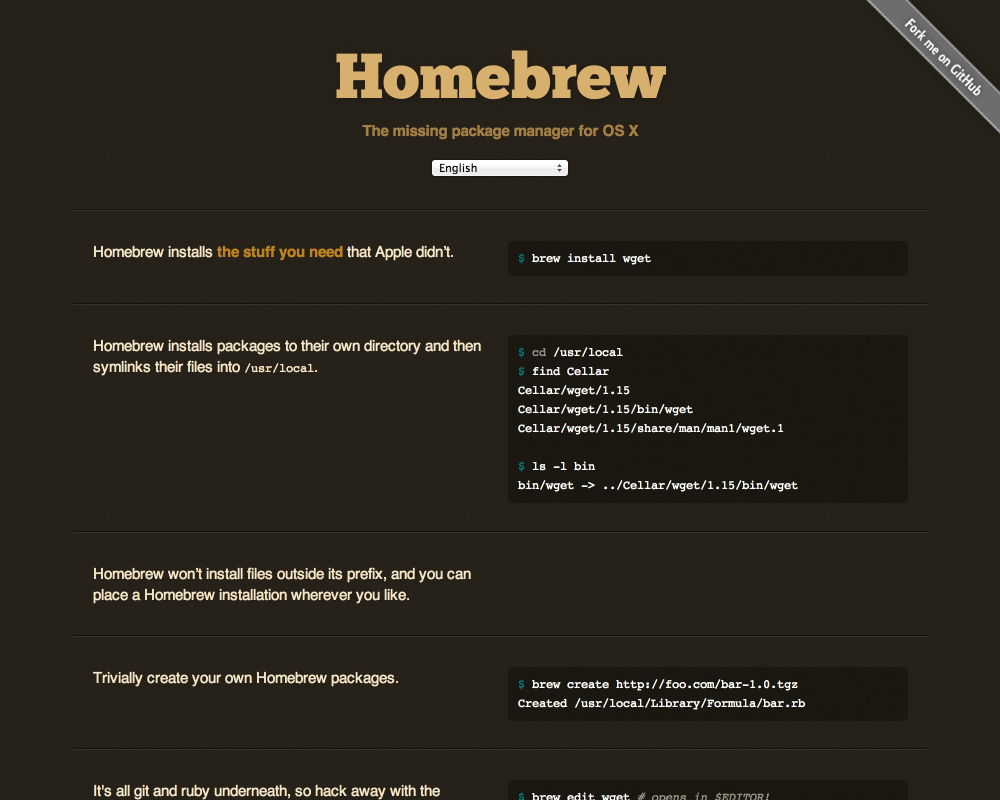 Fork me on GitHub
Homebrew
The missing package manager for OS X
English
Homebrew installs the stuff you need that Apple didn’t.
$ brew install wget
Homebrew installs packages to their own directory and then
symlinks their files into /usr/local.
$ cd /usr/local
$ find Cellar
Cellar/wget/1.15
Cellar/wget/1.15/bin/wget
Cellar/wget/1.15/share/man/man1/wget.1
$ ls -l bin
bin/wget -> ../Cellar/wget/1.15/bin/wget
Homebrew won’t install files outside its prefix, and you can
place a Homebrew installation wherever you like.
Trivially create your own Homebrew packages.
$ brew create http://foo.com/bar-1.0.tgz
Created /usr/local/Library/Formula/bar.rb
It's all git and ruby underneath, so hack away with the
$ brew edit wget # opens in $EDITOR!